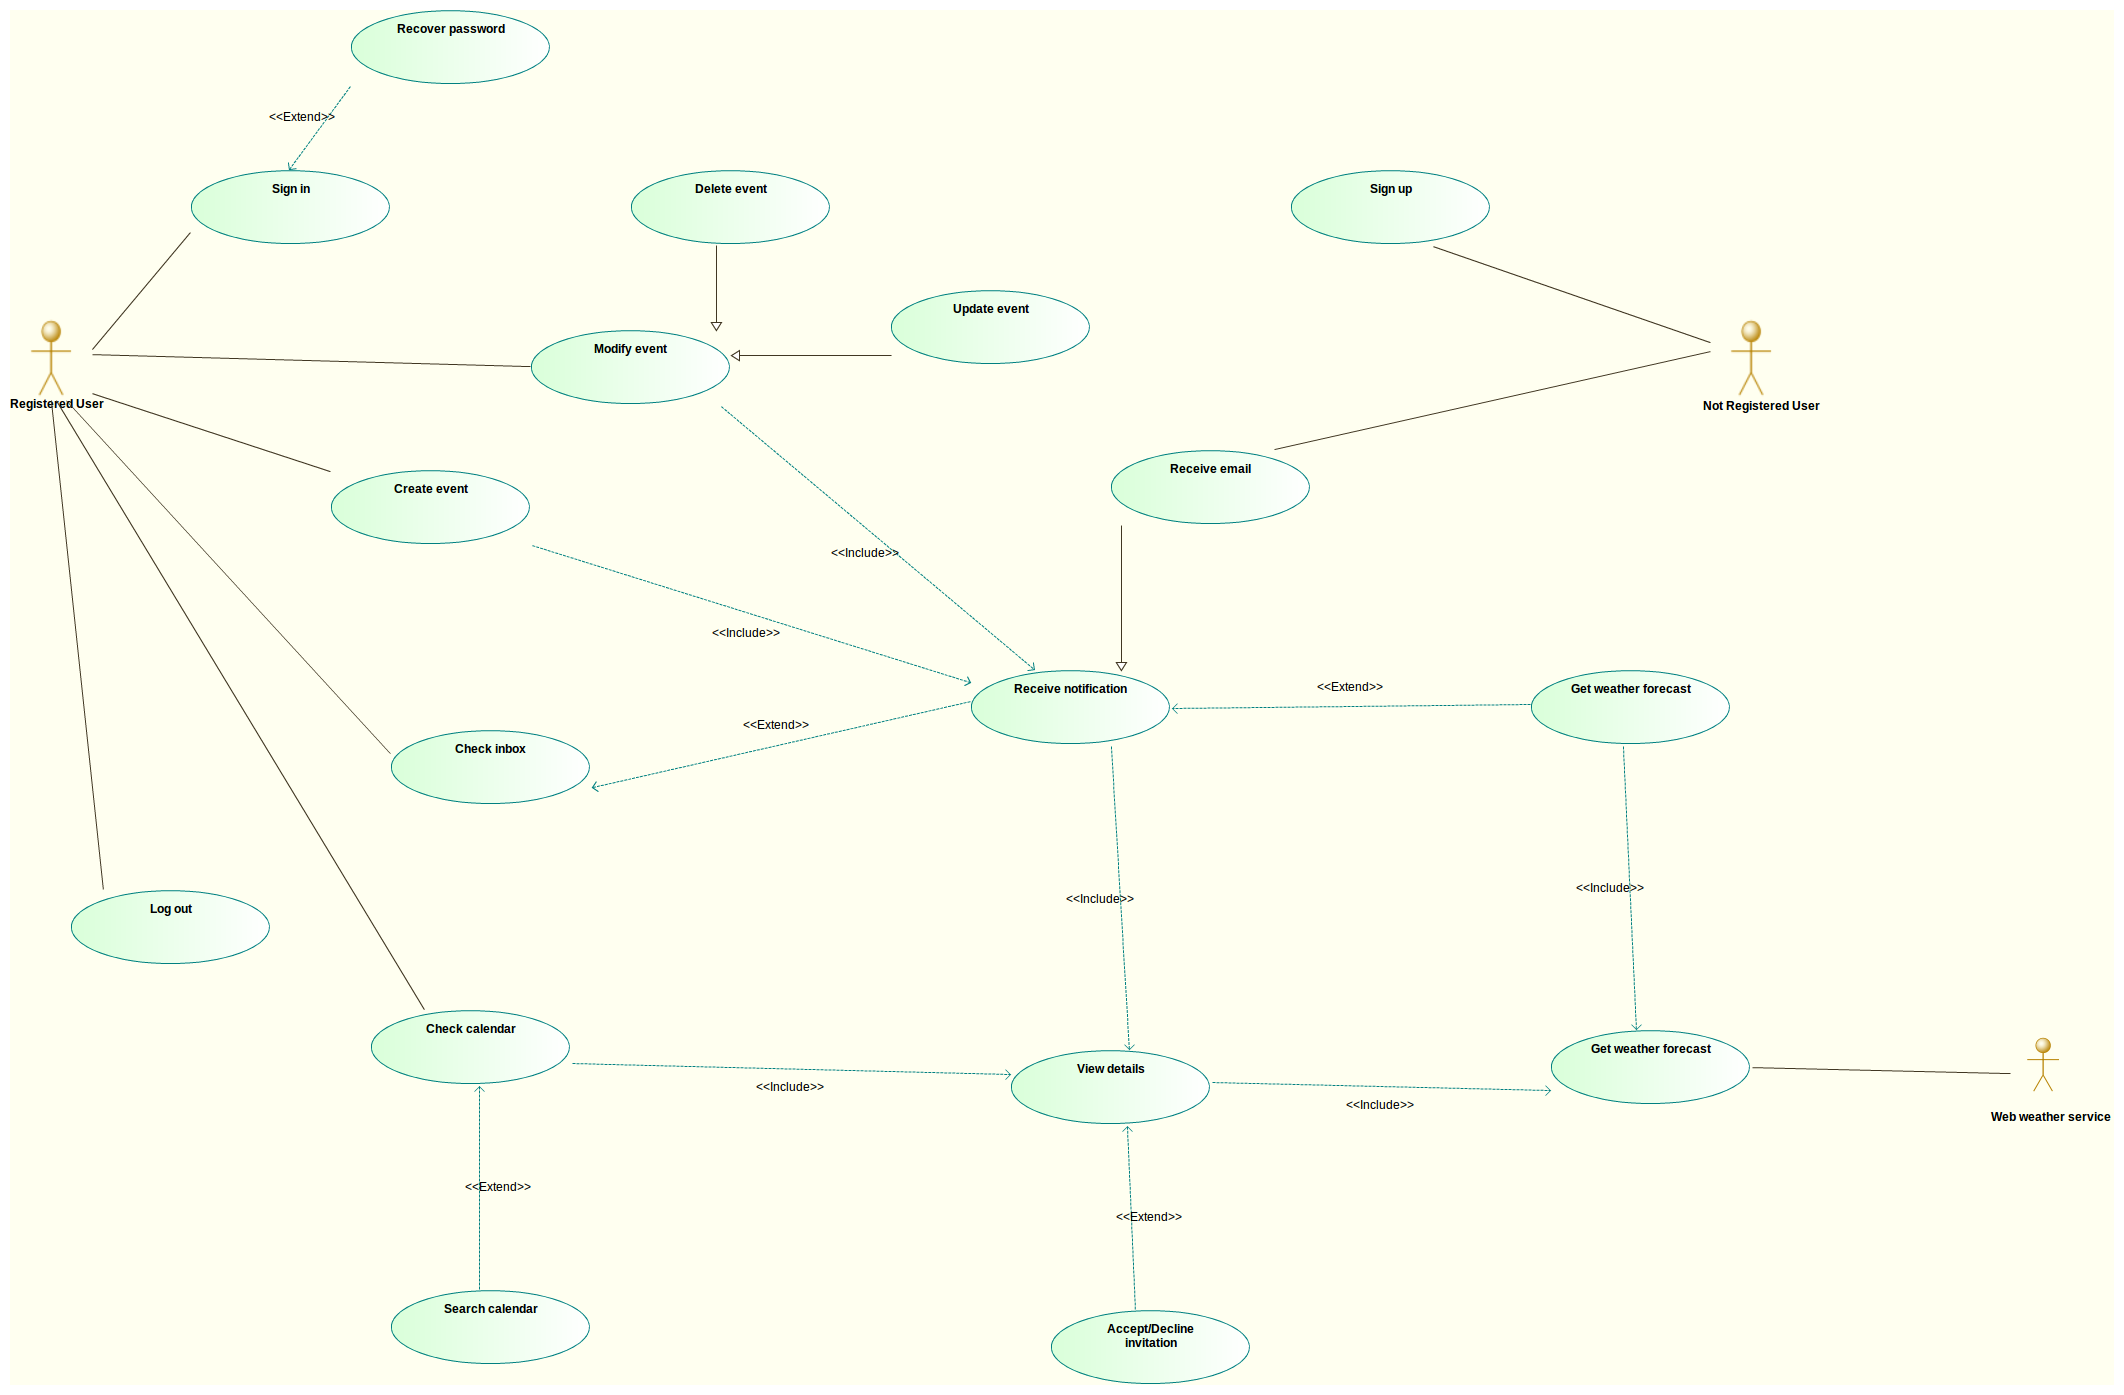 Recover password
<<Extend>>
Sign in
Delete event
Sign up
Update event
Modify event
Registered User
Not Registered User
Receive email
Create event
<<Include>>
<<Include>>
Receive notification
<<Extend>>
Get weather forecast
<<Extend>>
Check inbox
<<Include>>
<<Include>>
Log out
Check calendar
Get weather forecast
View details
<<Include>>
<<Include>>
Web weather service
<<Extend>>
<<Extend>>
Search calendar
Accept/Decline
invitation